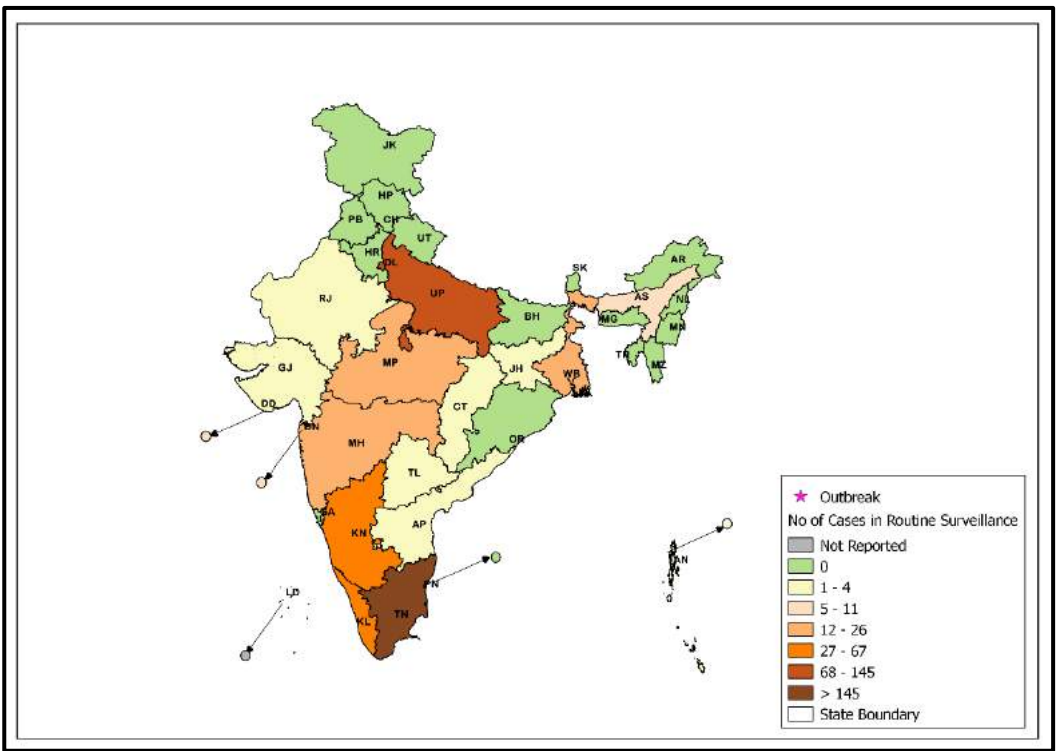 JK
HP
CH
PB
UT
HR
DL
SK
AR
RJ
UP
AS
NL
BH
MG
MN
TR
MZ
GJ
MP
JH
WB
DD
CT
DN
MH
OR
TL
GA
KN
AP
AN
PN
LD
KL
TN
Outbreak
No of Cases in Routine Surveillance
Not Reported
0
1 - 4
5 - 11
12 - 26
27 - 67
68 - 145
> 145
State Boundary